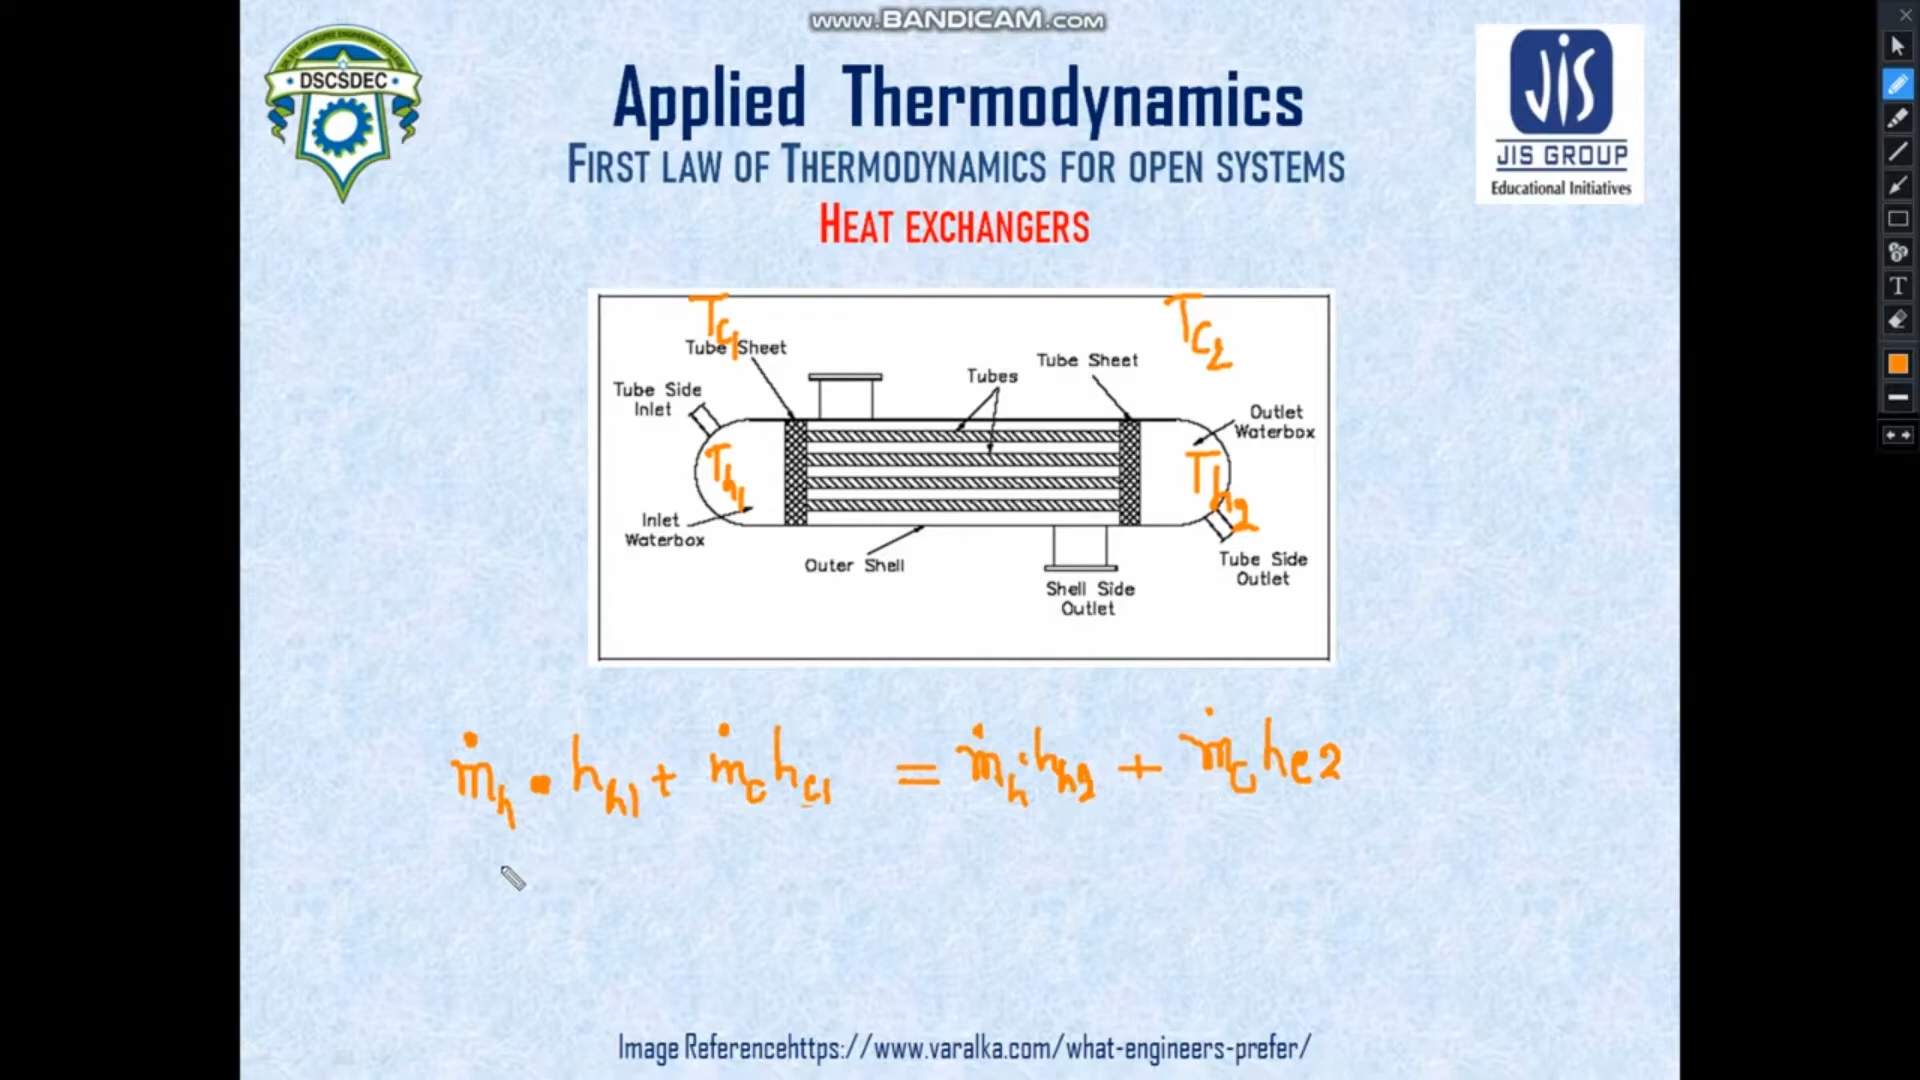 www.BANDICAM.com
DSCSDEC
Applied Thermodynamics
FIRST LAW OF THERMODYNAMICS FOR OPEN SYSTEMS
HEAT EXCHANGERS
JIS
JIS GROUP
Educational Initiatives
Tc1
Tc2
Tube Sheet
Tube Sheet
Tubes
Tube Side
Inlet
Outlet
Waterbox
Th1
Th2
Inlet
Waterbox
Outer Shell
Tube Side
Outlet
Shell Side
Outlet
ṁh · hh1 + ṁc hc1 = ṁh · hh2 + ṁc hc2
Image Referencehttps://www.varalka.com/what-engineers-prefer/